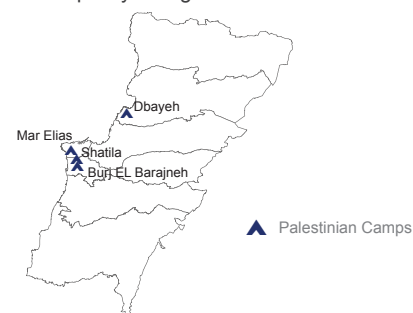 Dbayeh
Mar Elias
Shatila
Burj EL Barajneh
Palestinian Camps